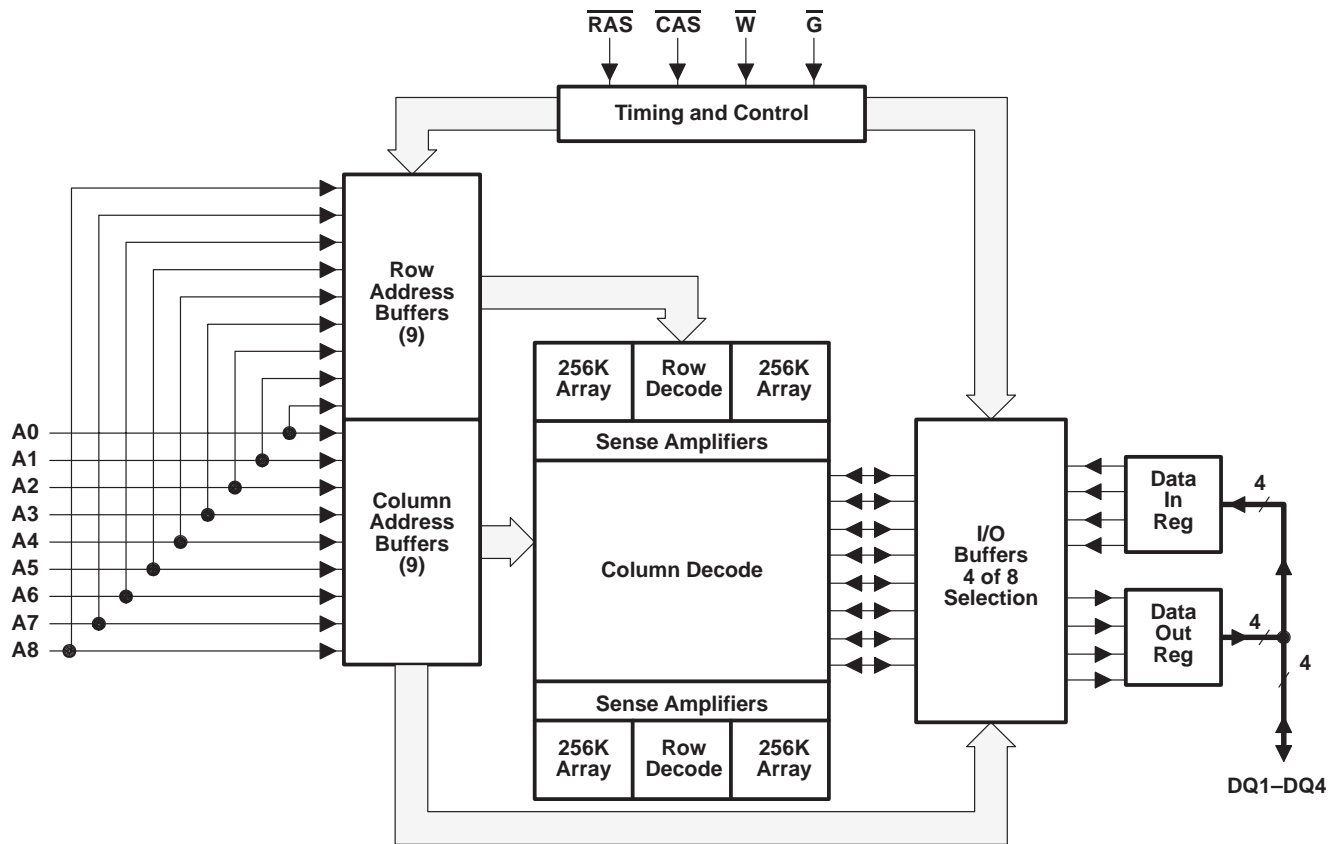 R̅A̅S̅ C̅A̅S̅ W̅ G̅
Timing and Control
Row
Address
Buffers
(9)
256K
Array
Row
Decode
256K
Array
A0
A1
A2
A3
A4
A5
A6
A7
A8
Column
Address
Buffers
(9)
Sense Amplifiers
Column Decode
Sense Amplifiers
256K
Array
Row
Decode
256K
Array
I/O
Buffers
4 of 8
Selection
Data
In
Reg
4
Data
Out
Reg
4
4
DQ1–DQ4